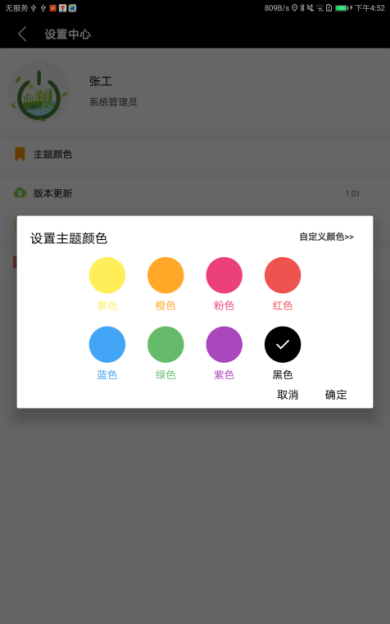 无服务 809B/s 下午4:52
设置中心
张工
系统管理员
主题颜色
版本更新 1.01
设置主题颜色 自定义颜色>>
黄色 橙色 粉色 红色
蓝色 绿色 紫色 黑色
取消 确定